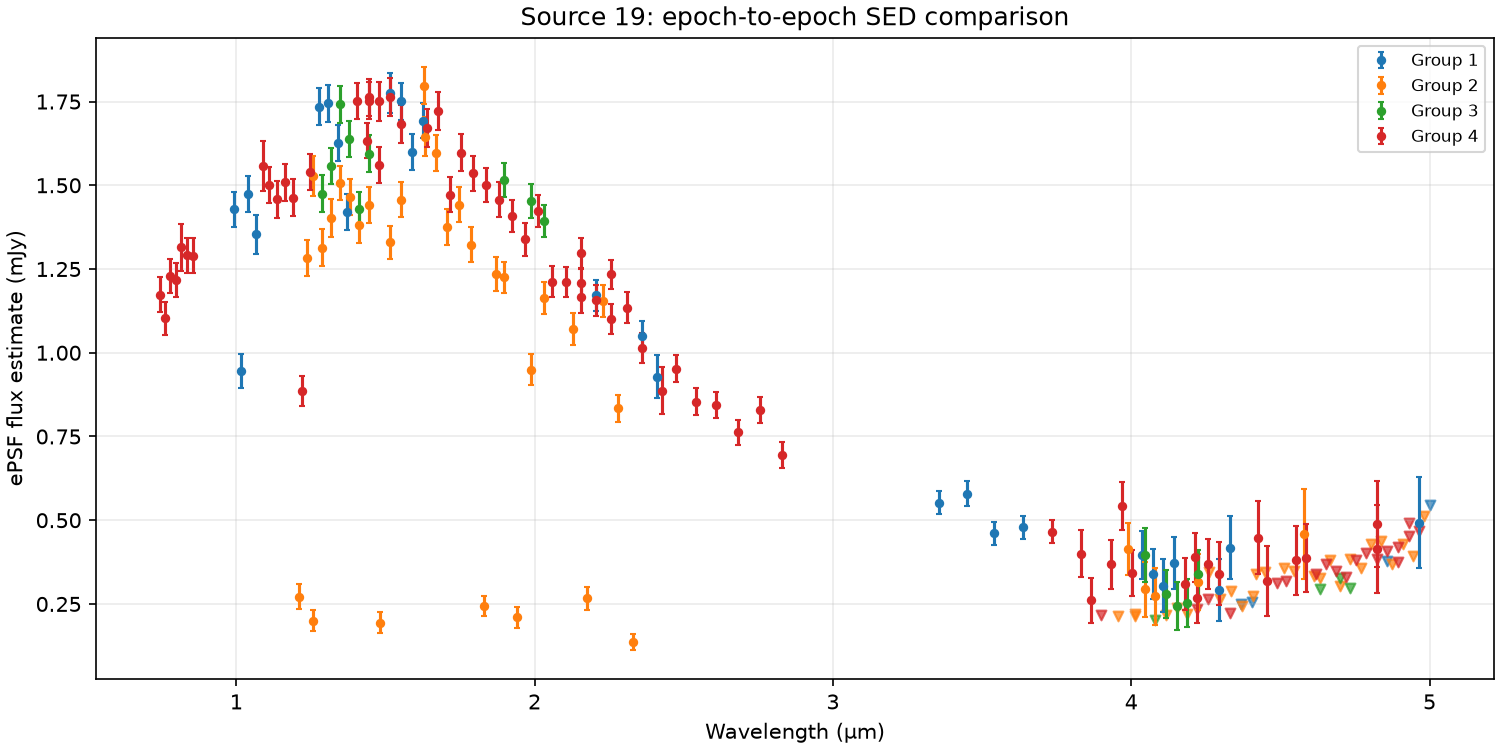 Source 19: epoch-to-epoch SED comparison
ePSF flux estimate (mJy)
1.75
1.50
1.25
1.00
0.75
0.50
0.25
Group 1
Group 2
Group 3
Group 4
1 2 3 4 5
Wavelength (μm)